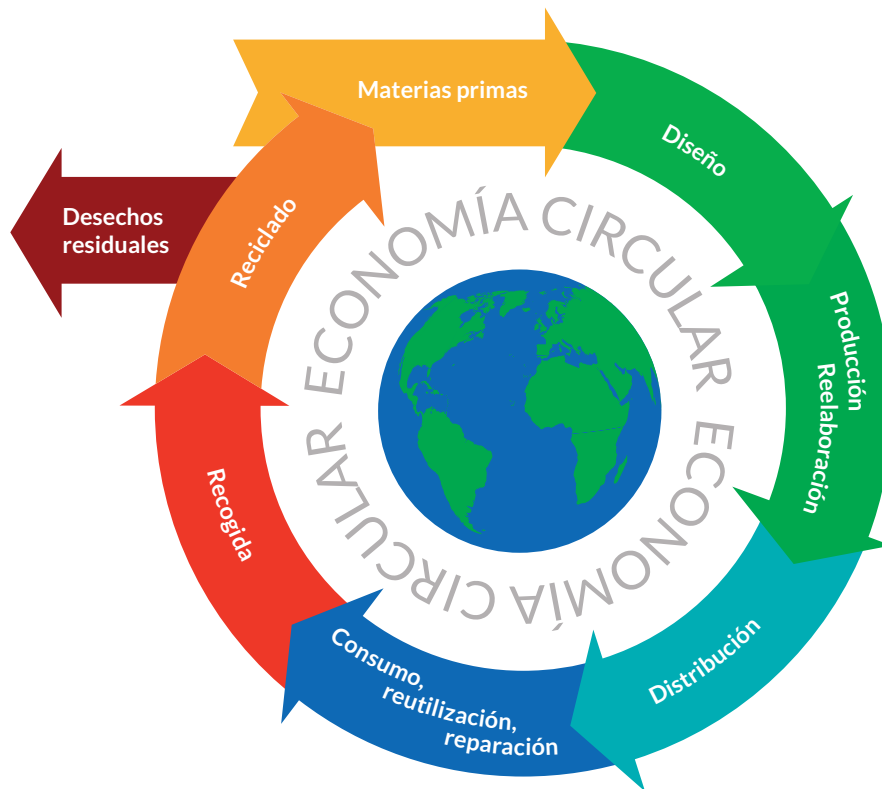 Materias primas
Diseño
Producción
Reelaboración
Distribución
Consumo,
reutilización,
reparación
Recogida
Reciclado
Desechos
residuales
ECONOMÍA CIRCULAR ECONOMÍA CIRCULAR